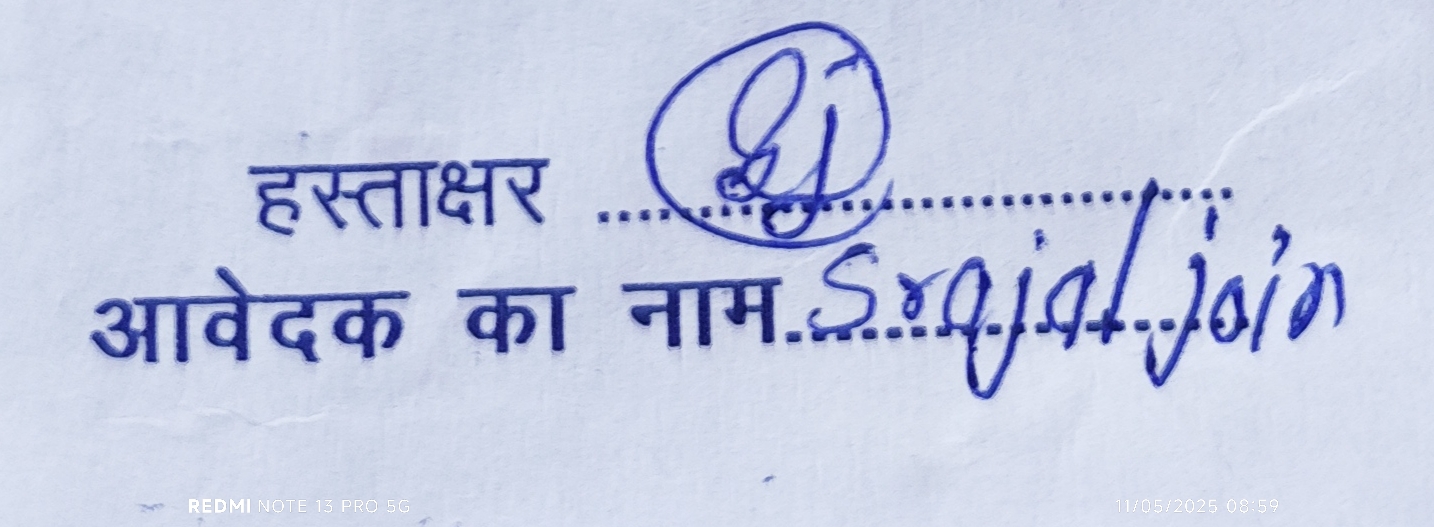 हस्ताक्षर ........................................
आवेदक का नाम. Srajal jain
REDMI NOTE 13 PRO 5G
11/05/2025 08:59